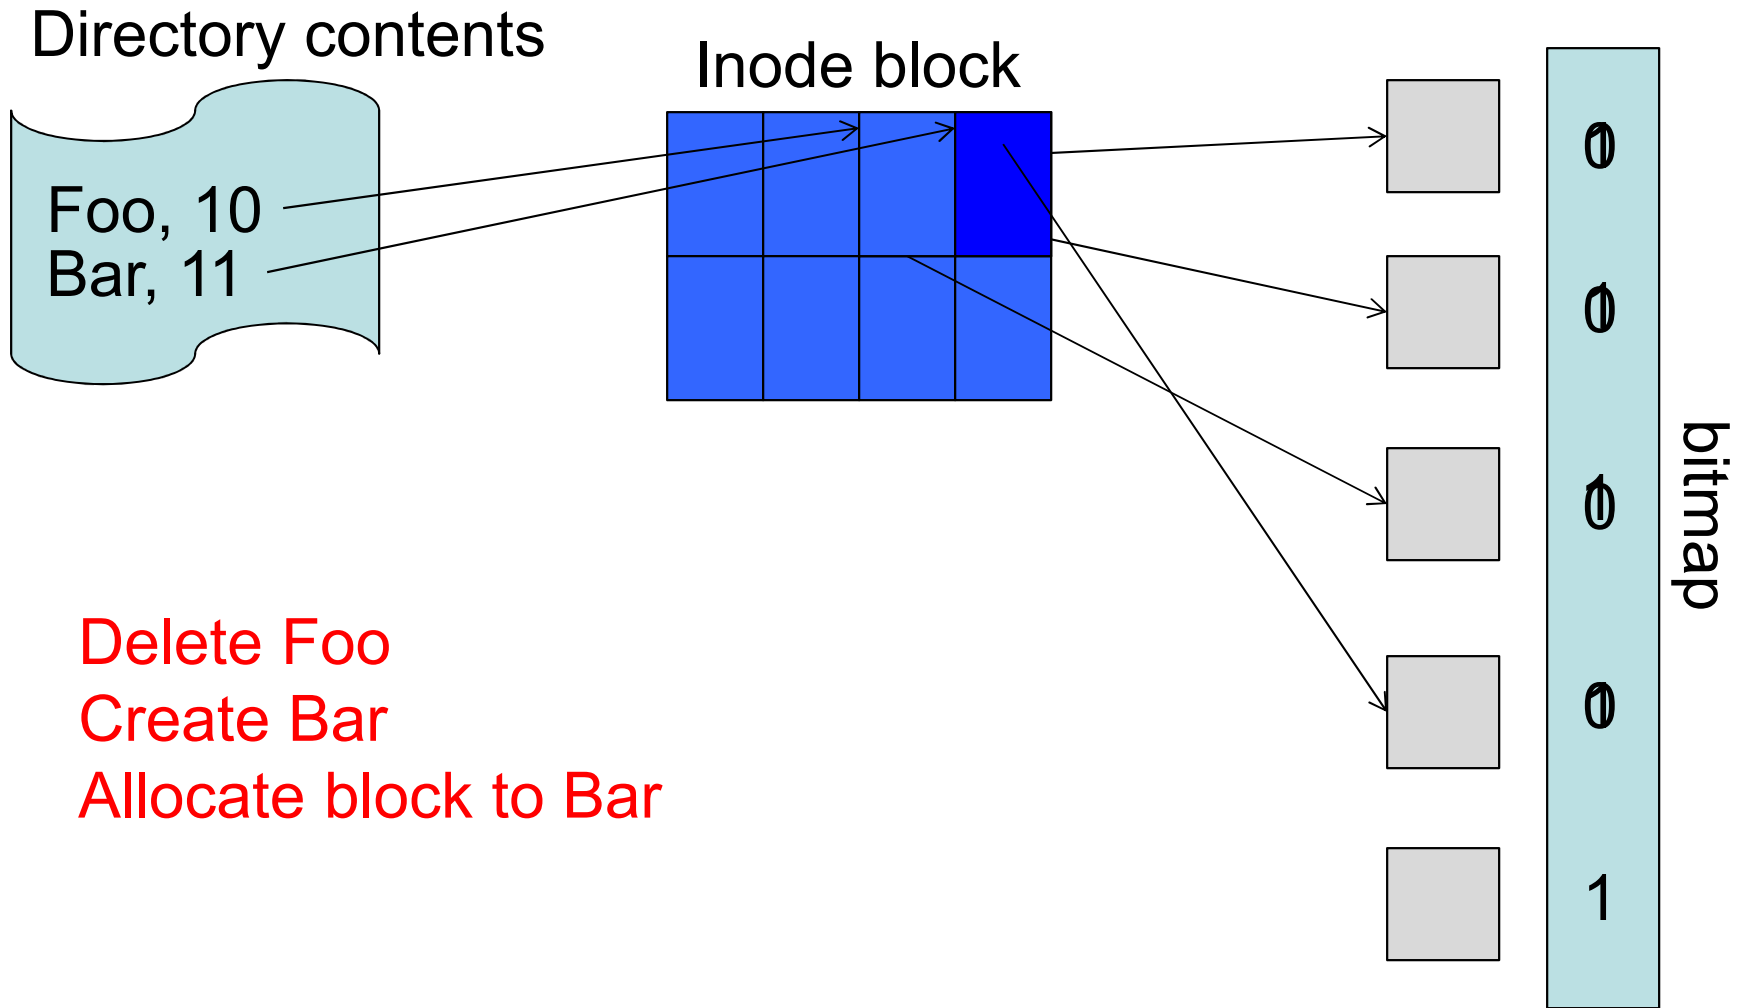 Directory contents
Inode block
Foo, 10
Bar, 11
bitmap
Delete Foo
Create Bar
Allocate block to Bar
1